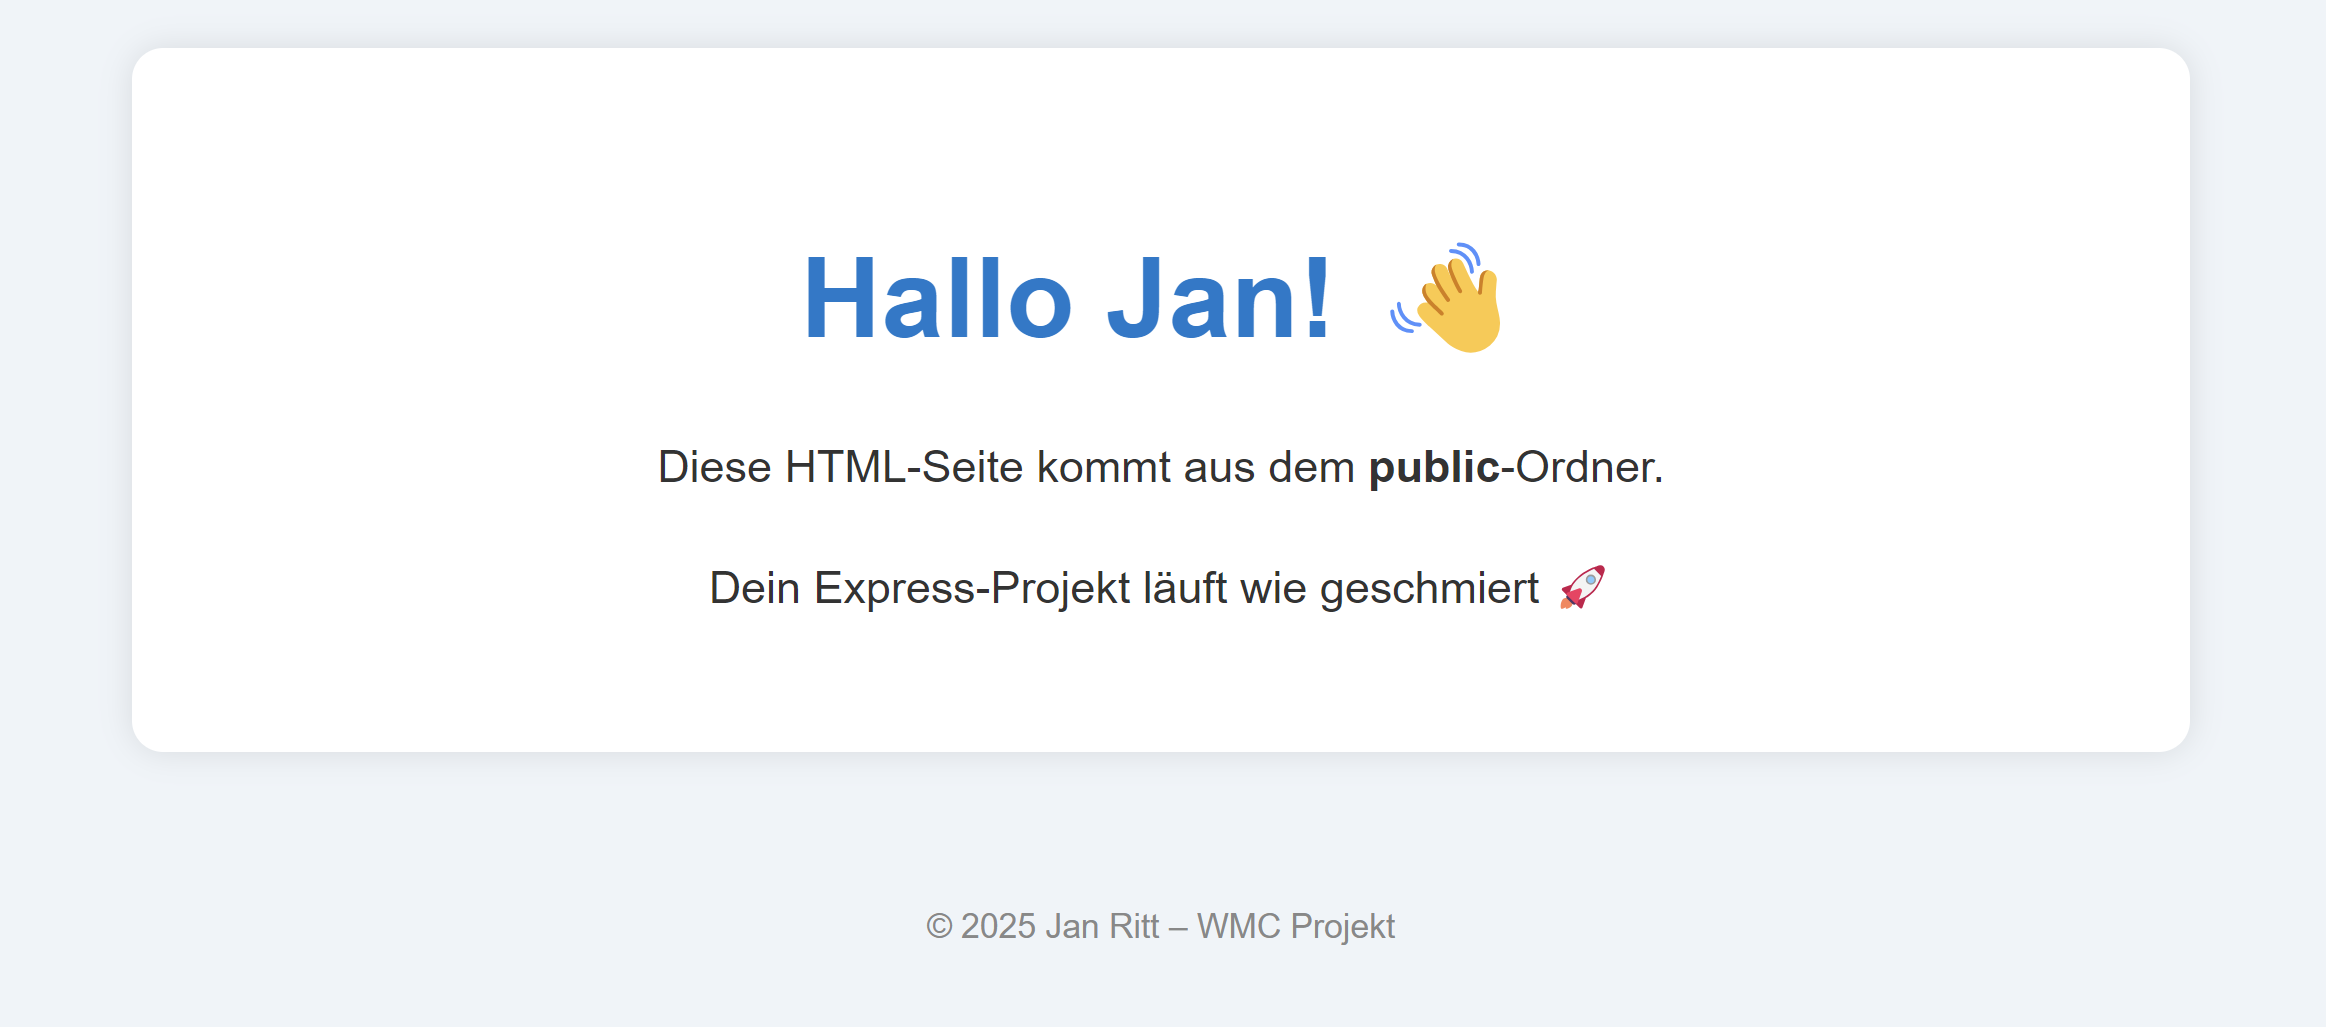 Hallo Jan! 👋
Diese HTML-Seite kommt aus dem public-Ordner.
Dein Express-Projekt läuft wie geschmiert 🚀
© 2025 Jan Ritt – WMC Projekt